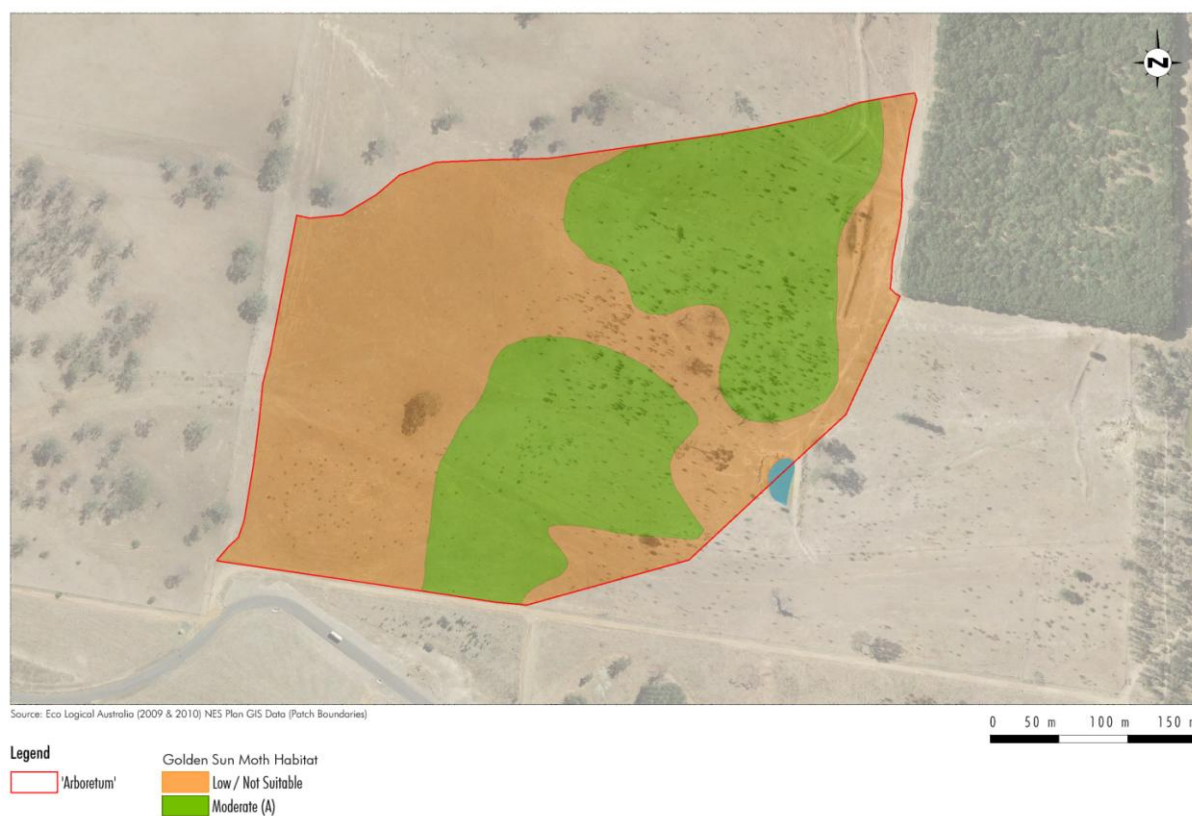 N
Source: Eco Logical Australia (2009 & 2010) NES Plan GIS Data (Patch Boundaries)
0 50 m 100 m 150 m
Legend
Golden Sun Moth Habitat
'Arboretum'
Low / Not Suitable
Moderate (A)